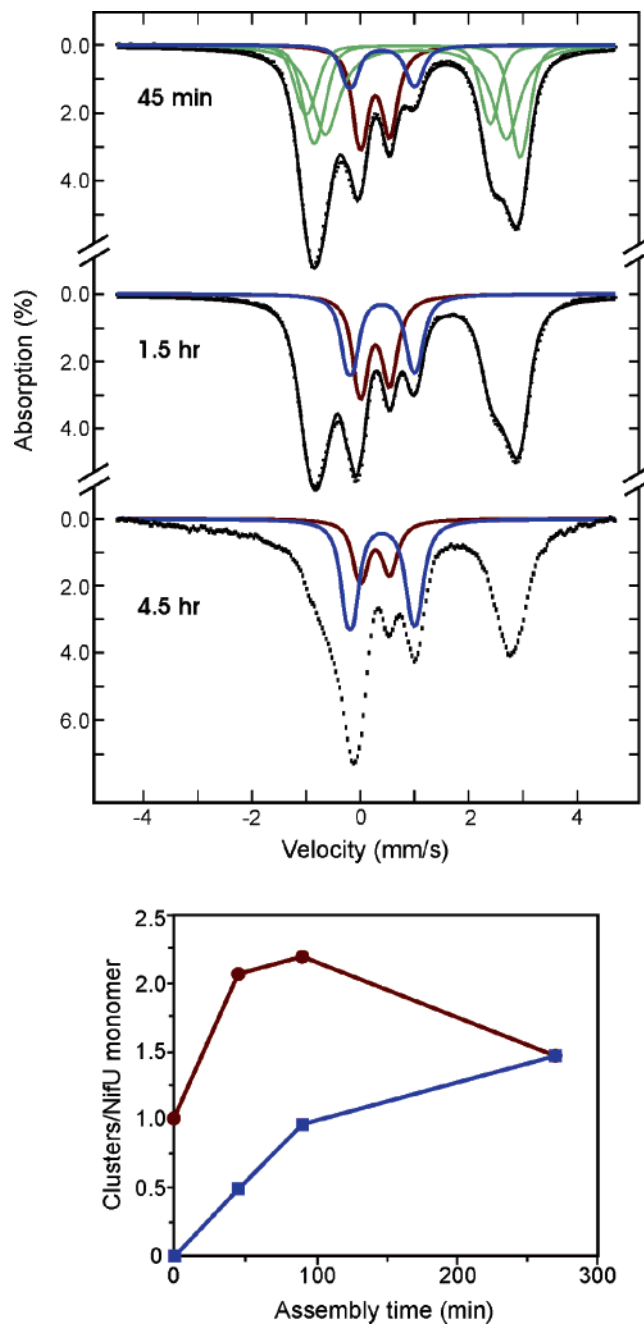 0.0
45 min
2.0
4.0
Absorption (%)
0.0
1.5 hr
2.0
4.0
0.0
4.5 hr
2.0
4.0
6.0
-4 -2 0 2 4
Velocity (mm/s)
2.5
2.0
1.5
1.0
0.5
0
Clusters/NifU monomer
0 100 200 300
Assembly time (min)